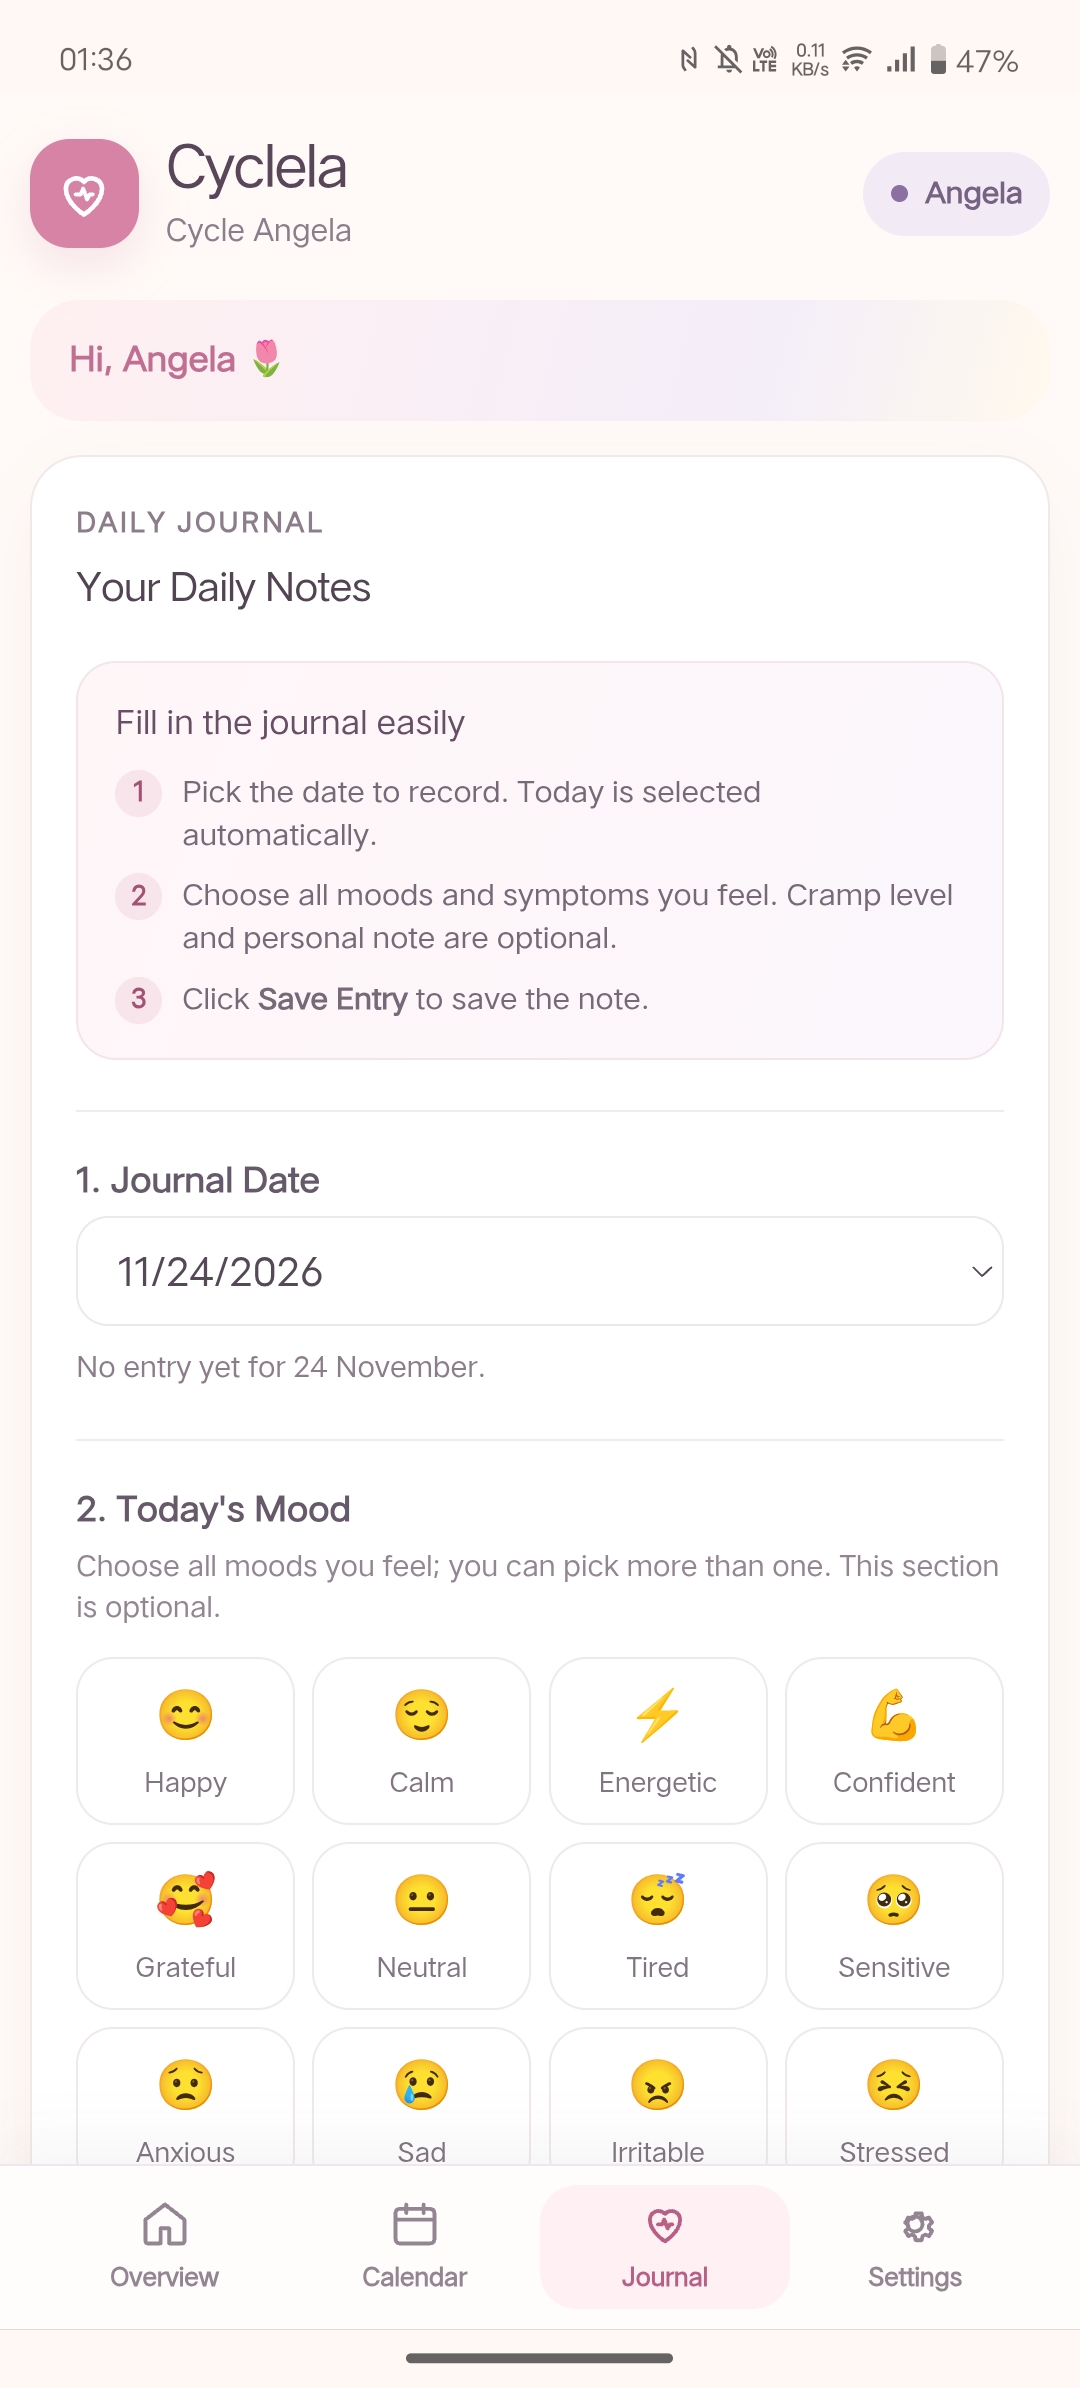 01:36
Vo))
LTE
0.11
KB/s
47%
Cyclela
Cycle Angela
Angela
Hi, Angela 🌷
DAILY JOURNAL
Your Daily Notes
Fill in the journal easily
1 Pick the date to record. Today is selected
automatically.
2 Choose all moods and symptoms you feel. Cramp level
and personal note are optional.
3 Click Save Entry to save the note.
1. Journal Date
11/24/2026
No entry yet for 24 November.
2. Today's Mood
Choose all moods you feel; you can pick more than one. This section
is optional.
Happy Calm Energetic Confident
Grateful Neutral Tired Sensitive
Anxious Sad Irritable Stressed
Overview Calendar Journal Settings